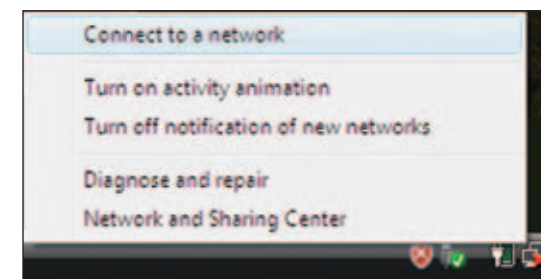 Connect to a network
Turn on activity animation
Turn off notification of new networks
Diagnose and repair
Network and Sharing Center